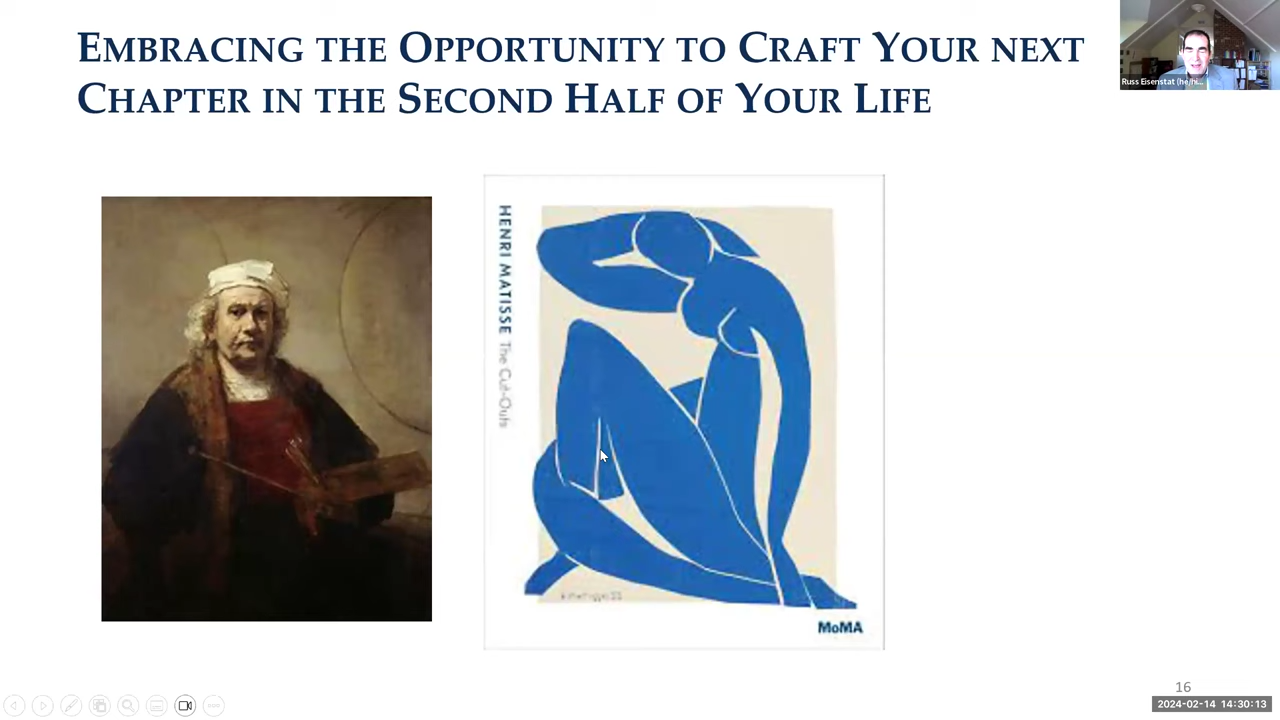 EMBRACING THE OPPORTUNITY TO CRAFT YOUR NEXT
CHAPTER IN THE SECOND HALF OF YOUR LIFE
Russ Eisenstat (he/hi...
HENRI MATISSE The Cut-Outs
MoMA
16
2024-02-14 14:30:13